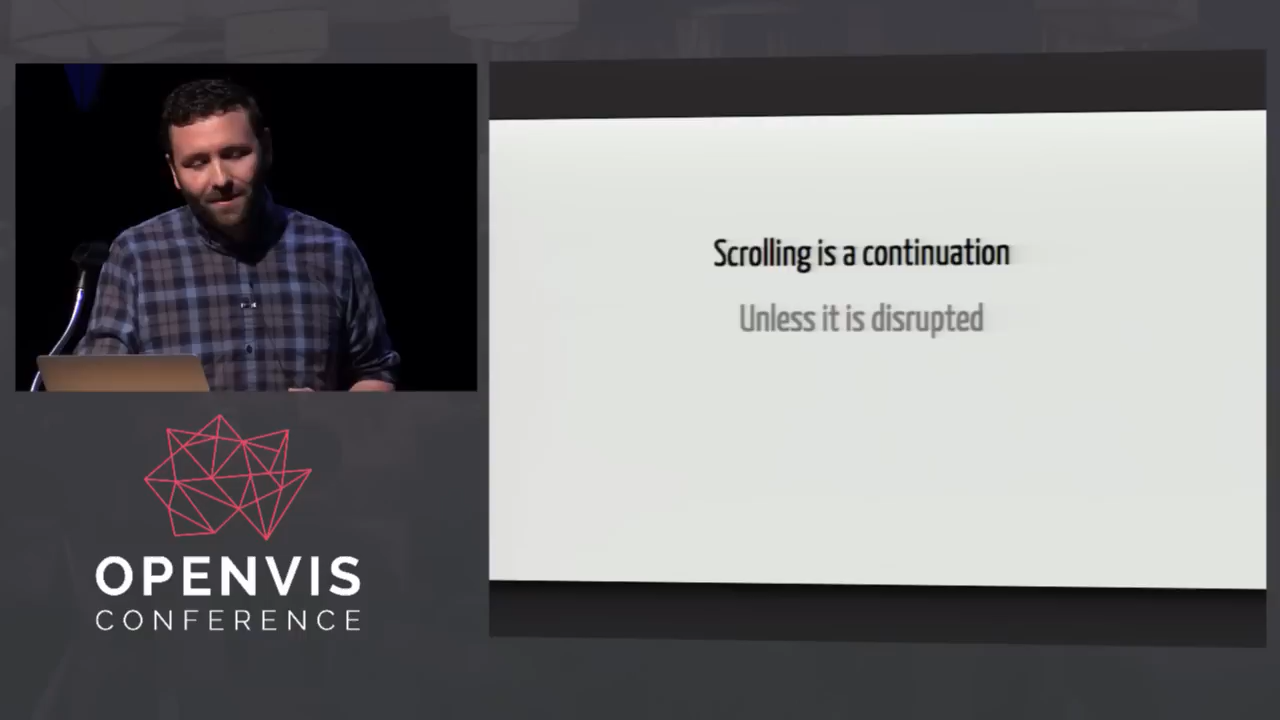 Scrolling is a continuation
Unless it is disrupted
OPENVIS
CONFERENCE